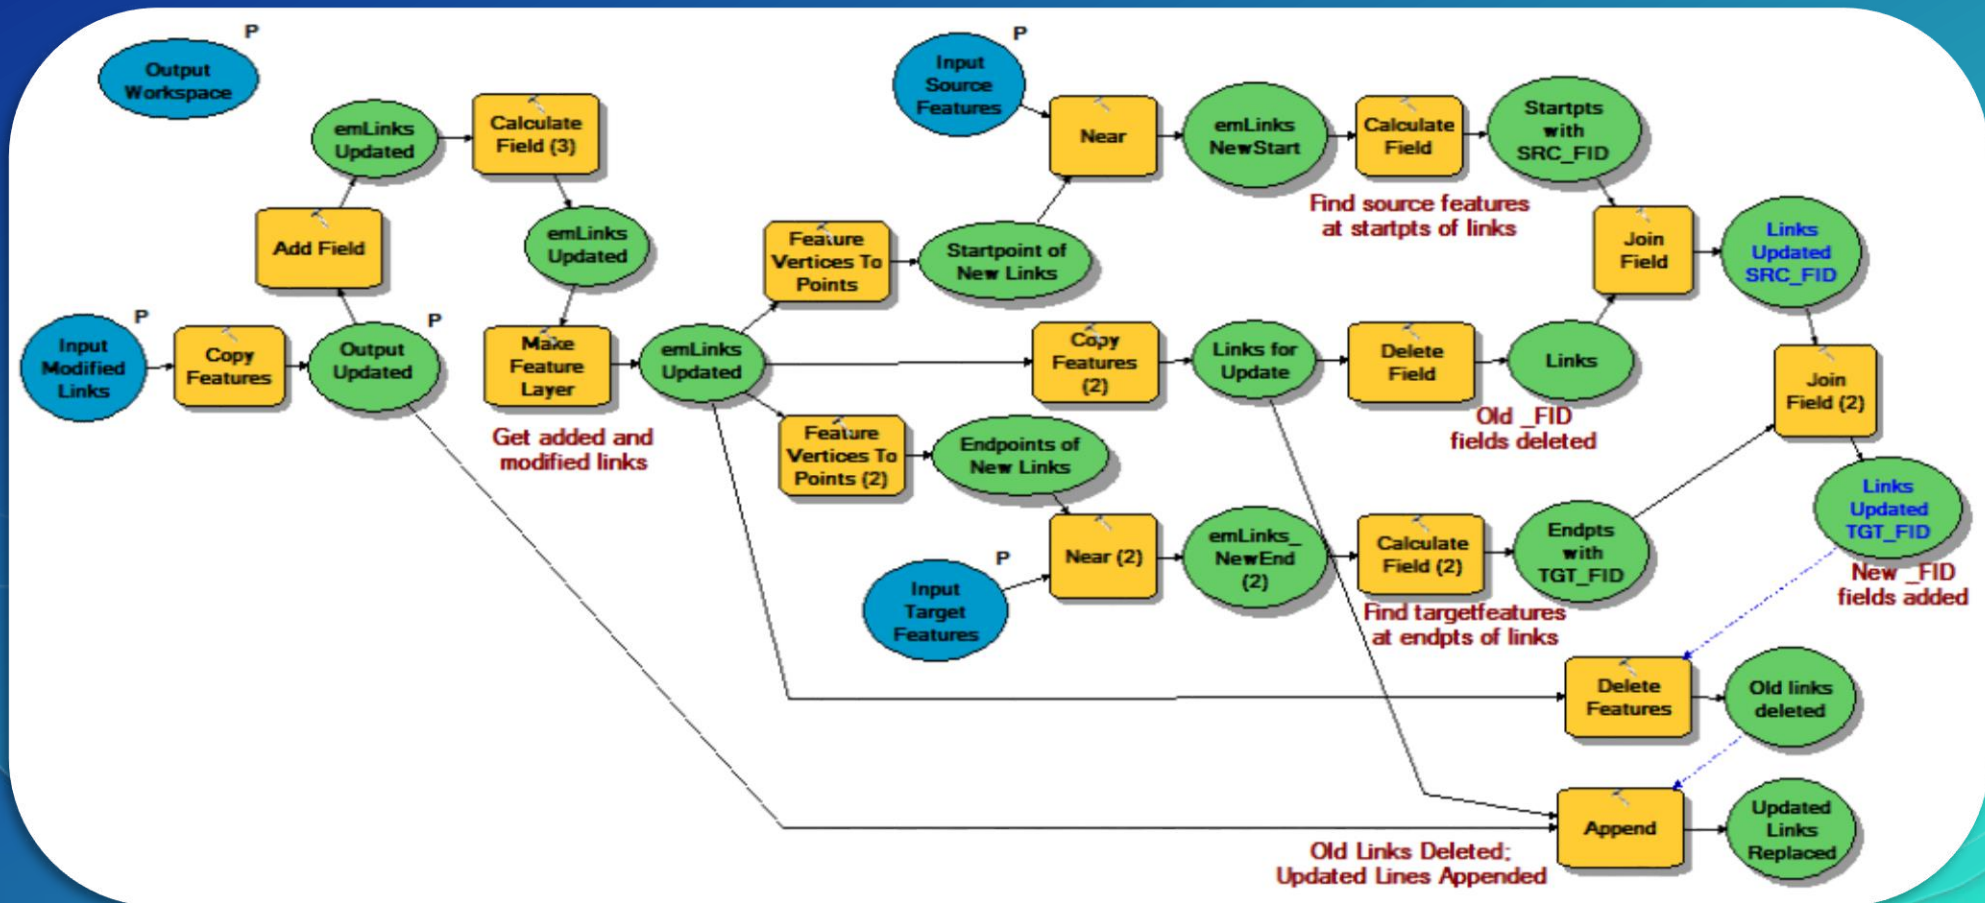 P
Output
Workspace
emLinks
Updated
Calculate
Field (3)
P
Input
Source
Features
Near
emLinks
NewStart
Calculate
Field
Startpts
with
SRC_FID
Find source features
at startpts of links
Add Field
emLinks
Updated
Feature
Vertices To
Points
Startpoint of
New Links
Join
Field
Links
Updated
SRC_FID
P
Input
Modified
Links
Copy
Features
P
Output
Updated
Make
Feature
Layer
Get added and
modified links
emLinks
Updated
Copy
Features
(2)
Links for
Update
Delete
Field
Old _FID
fields deleted
Links
Join
Field (2)
Feature
Vertices To
Points (2)
Endpoints of
New Links
P
Input
Target
Features
Near (2)
emLinks_
NewEnd
(2)
Calculate
Field (2)
Find targetfeatures
at endpts of links
Endpts
with
TGT_FID
Links
Updated
TGT_FID
New _FID
fields added
Delete
Features
Old links
deleted
Append
Updated
Links
Replaced
Old Links Deleted;
Updated Lines Appended